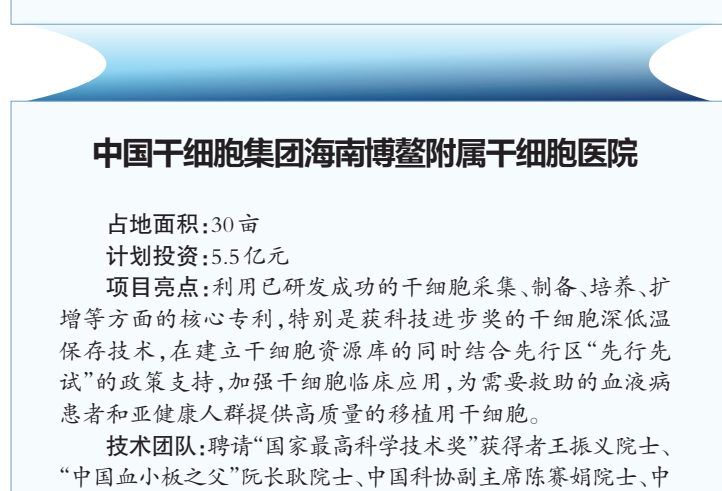 中国干细胞集团海南博鳌附属干细胞医院
占地面积:30亩
计划投资:5.5亿元
项目亮点:利用已研发成功的干细胞采集、制备、培养、扩
增等方面的核心专利,特别是获科技进步奖的干细胞深低温
保存技术,在建立干细胞资源库的同时结合先行区“先行先
试”的政策支持,加强干细胞临床应用,为需要救助的血液病
患者和亚健康人群提供高质量的移植用干细胞。
技术团队:聘请“国家最高科学技术奖”获得者王振义院士、
“中国血小板之父”阮长耿院士、中国科协副主席陈赛娟院士、中